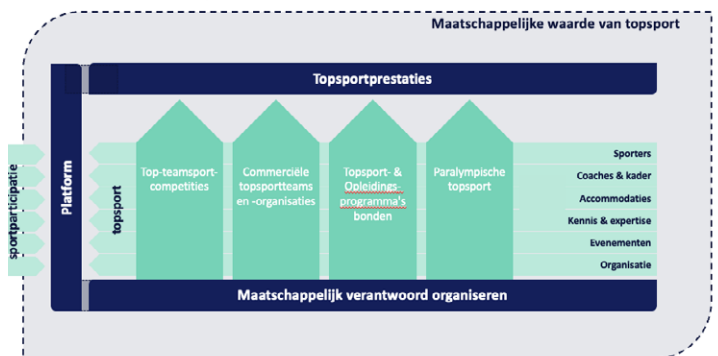 Maatschappelijke waarde van topsport
Topsportprestaties
sportparticipatie
Platform
topsport
Top-teamsport-
competities
Commerciële
topsportteams
en -organisaties
Topsport- &
Opleidings-
programma's
bonden
Paralympische
topsport
Sporters
Coaches & kader
Accommodaties
Kennis & expertise
Evenementen
Organisatie
Maatschappelijk verantwoord organiseren